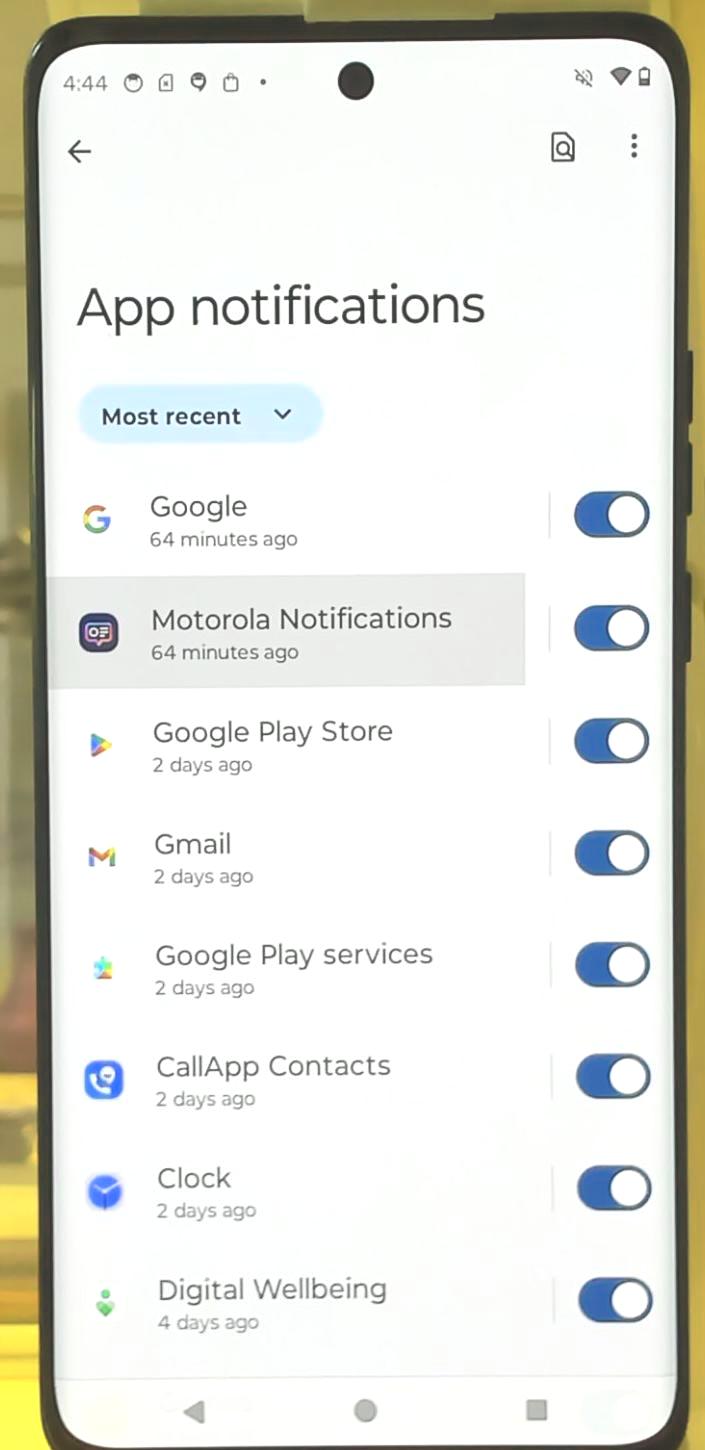 4:44
App notifications
Most recent
Google
64 minutes ago
Motorola Notifications
64 minutes ago
Google Play Store
2 days ago
Gmail
2 days ago
Google Play services
2 days ago
CallApp Contacts
2 days ago
Clock
2 days ago
Digital Wellbeing
4 days ago